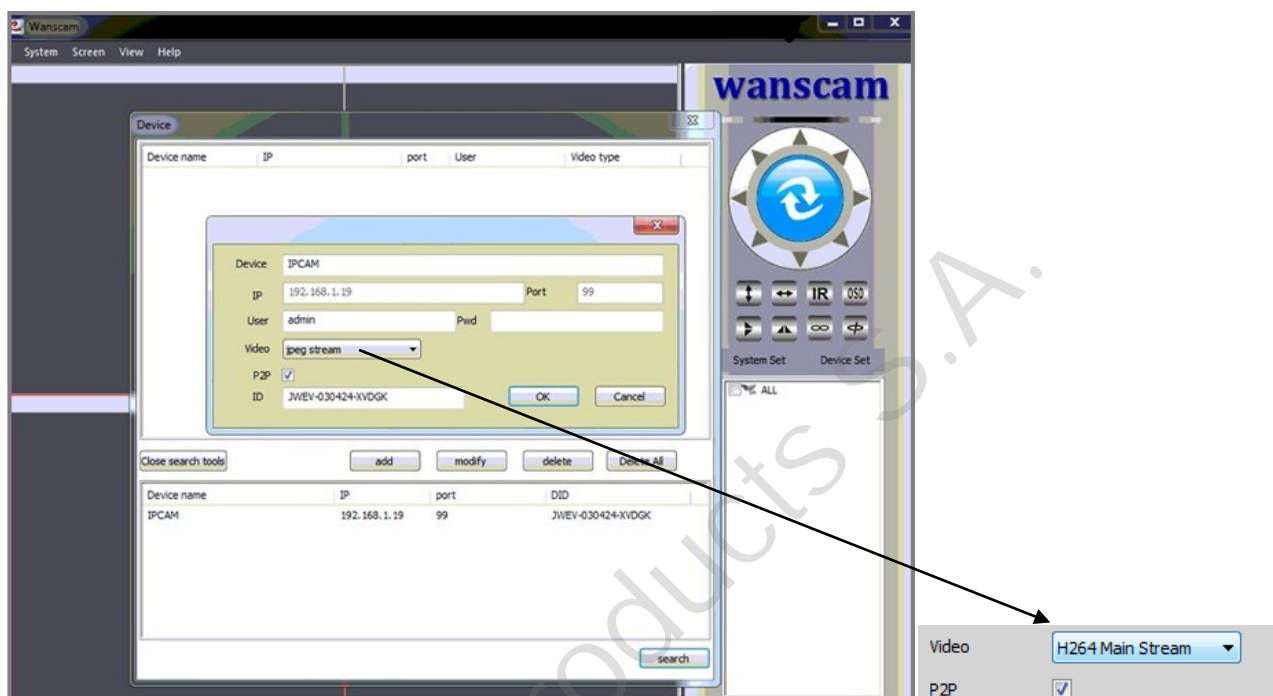 Wanscam
System Screen View Help
wanscam
Device
Device name IP port User Video type
Device IPCAM
IP 192.168.1.19 Port 99
User admin Pwd
Video jpeg stream
P2P
ID JWEV-030424-XVDGK OK Cancel
IR OSD
System Set Device Set
ALL
Close search tools add modify delete Delete All
Device name IP port DID
IPCAM 192.168.1.19 99 JWEV-030424-XVDGK
search
Video H264 Main Stream
P2P
oducts S.A.